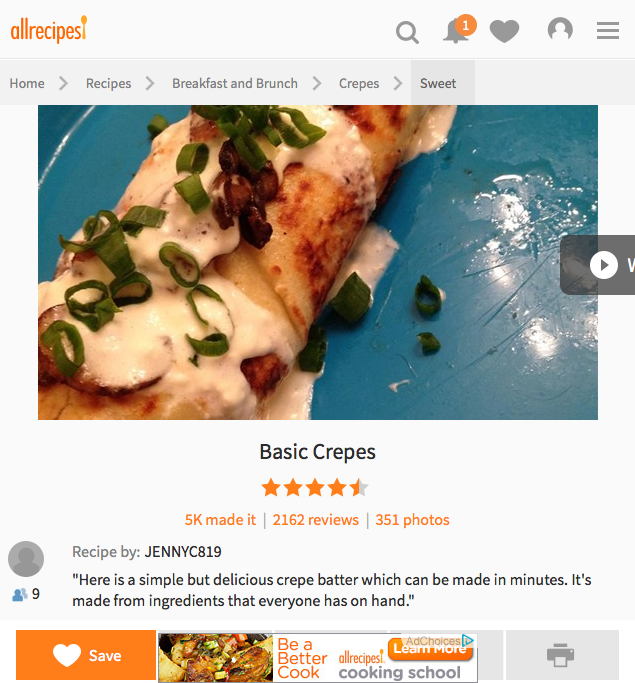 allrecipes!
1
Home
Recipes
Breakfast and Brunch
Crepes
Sweet
W
Basic Crepes
5K made it | 2162 reviews | 351 photos
Recipe by: JENNYC819
"Here is a simple but delicious crepe batter which can be made in minutes. It's
made from ingredients that everyone has on hand."
9
Save
Be a
Better
Cook
allrecipes!
cooking school
Learn More
AdChoices